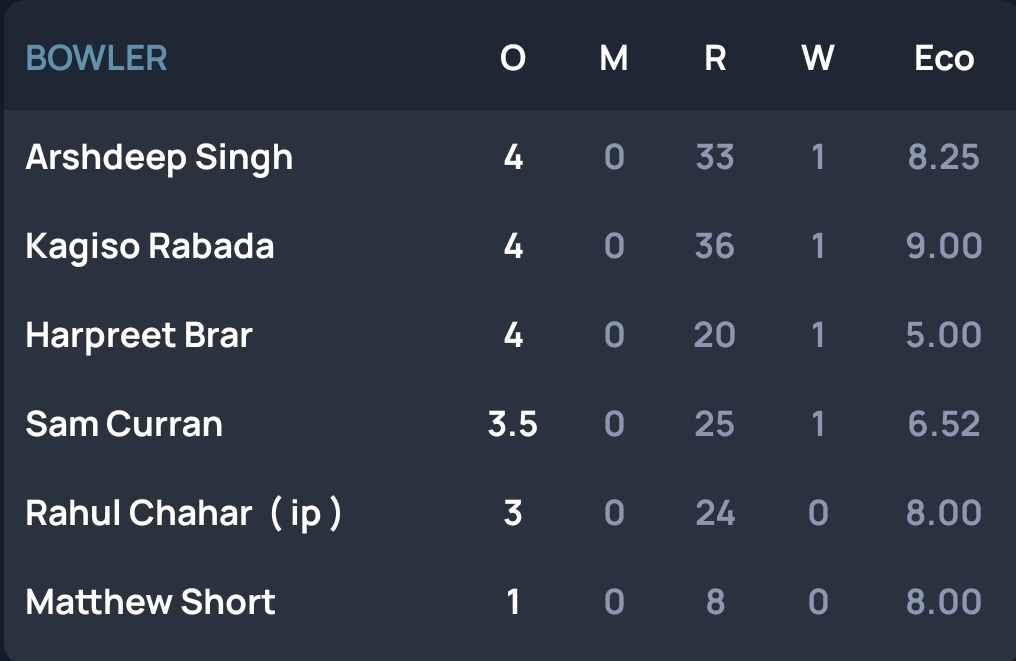 BOWLER O M R W Eco
Arshdeep Singh 4 0 33 1 8.25
Kagiso Rabada 4 0 36 1 9.00
Harpreet Brar 4 0 20 1 5.00
Sam Curran 3.5 0 25 1 6.52
Rahul Chahar ( ip ) 3 0 24 0 8.00
Matthew Short 1 0 8 0 8.00